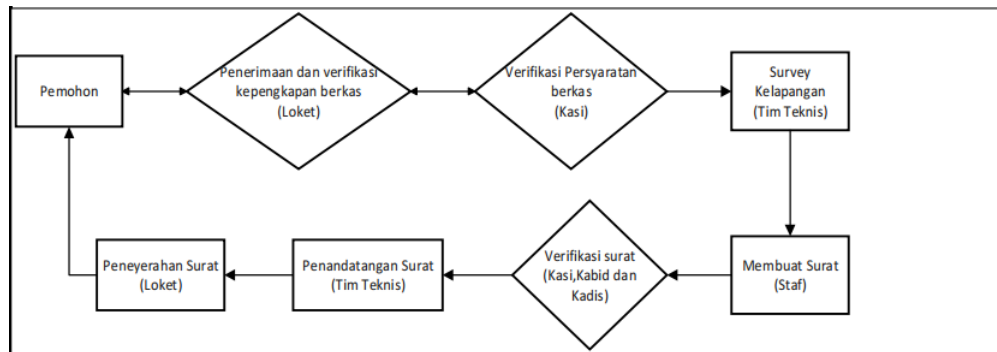 Pemohon
Penerimaan dan verifikasi
kepengkapan berkas
(Loket)
Verifikasi Persyaratan
berkas
(Kasi)
Survey
Kelapangan
(Tim Teknis)
Peneyerahan Surat
(Loket)
Penandatangan Surat
(Tim Teknis)
Verifikasi surat
(Kasi,Kabid dan
Kadis)
Membuat Surat
(Staf)